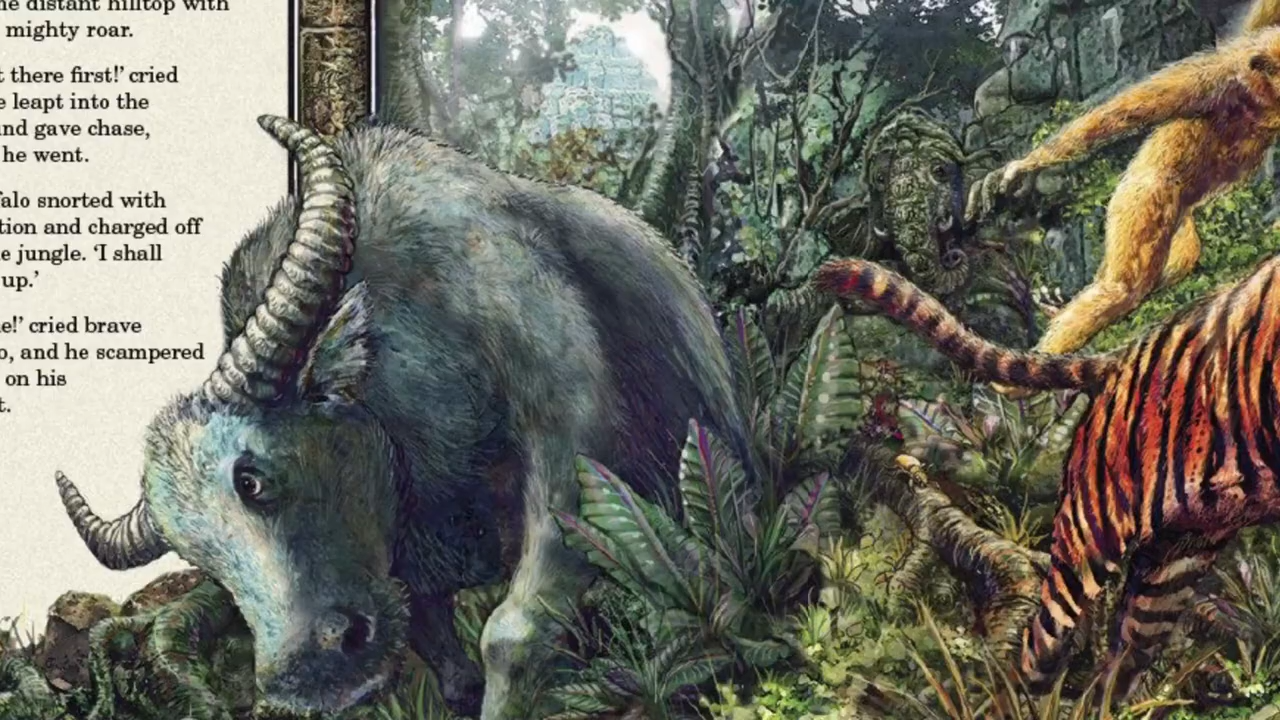 he distant hilltop with
mighty roar.
t there first!’ cried
e leapt into the
nd gave chase,
he went.
falo snorted with
tion and charged off
e jungle. ‘I shall
up.’
e!’ cried brave
o, and he scampered
on his
t.